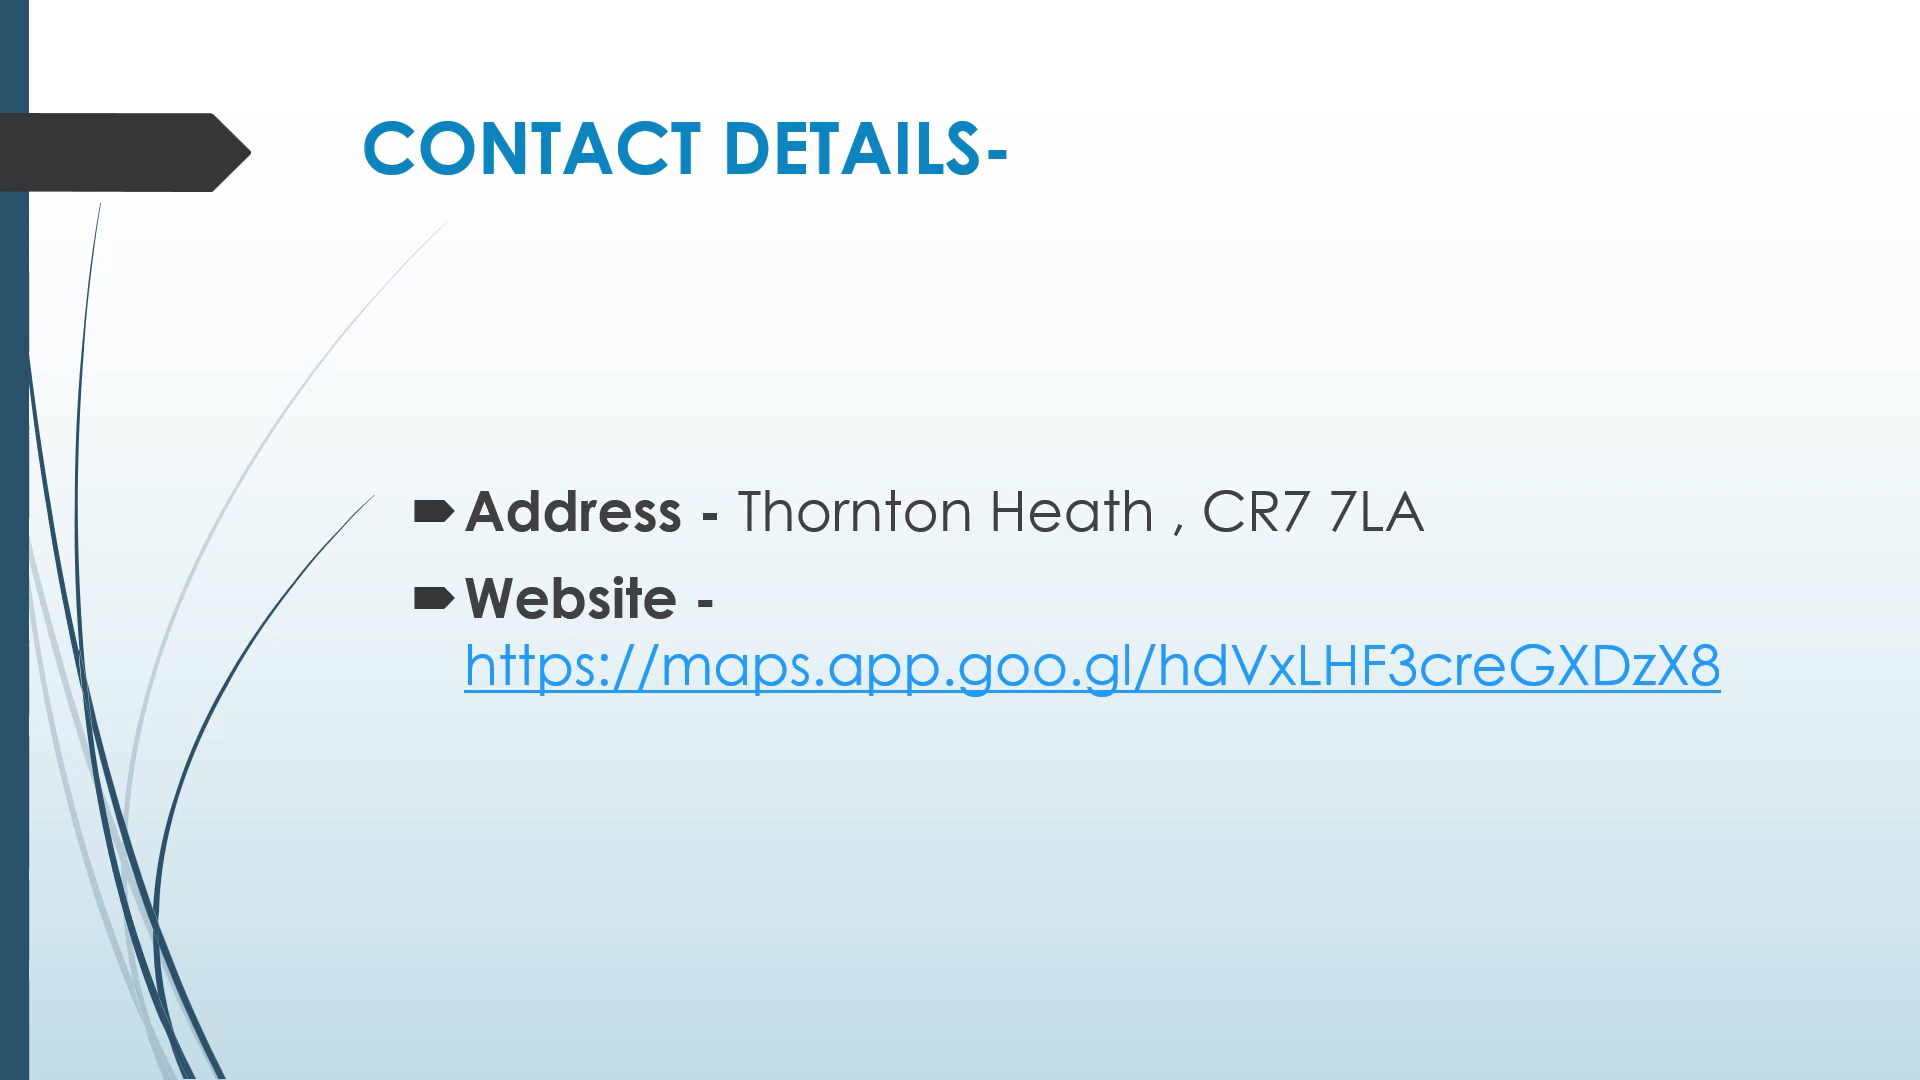 CONTACT DETAILS-
Address - Thornton Heath , CR7 7LA
Website -
https://maps.app.goo.gl/hdVxLHF3creGXDzX8